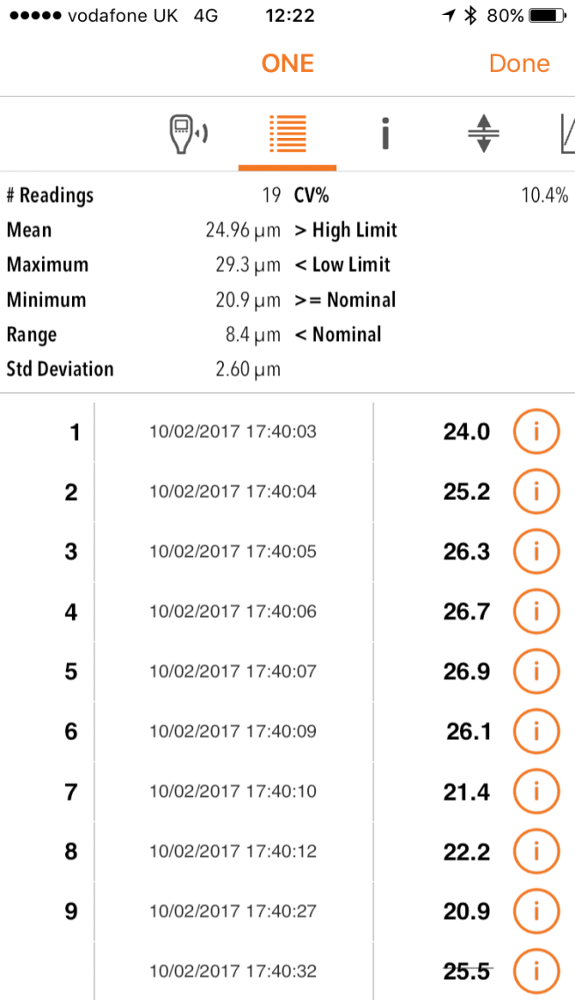 vodafone UK 4G 12:22 80%
ONE Done
# Readings 19 CV% 10.4%
Mean 24.96 µm > High Limit
Maximum 29.3 µm < Low Limit
Minimum 20.9 µm >= Nominal
Range 8.4 µm < Nominal
Std Deviation 2.60 µm
1 10/02/2017 17:40:03 24.0 i
2 10/02/2017 17:40:04 25.2 i
3 10/02/2017 17:40:05 26.3 i
4 10/02/2017 17:40:06 26.7 i
5 10/02/2017 17:40:07 26.9 i
6 10/02/2017 17:40:09 26.1 i
7 10/02/2017 17:40:10 21.4 i
8 10/02/2017 17:40:12 22.2 i
9 10/02/2017 17:40:27 20.9 i
10/02/2017 17:40:32 25.5 i